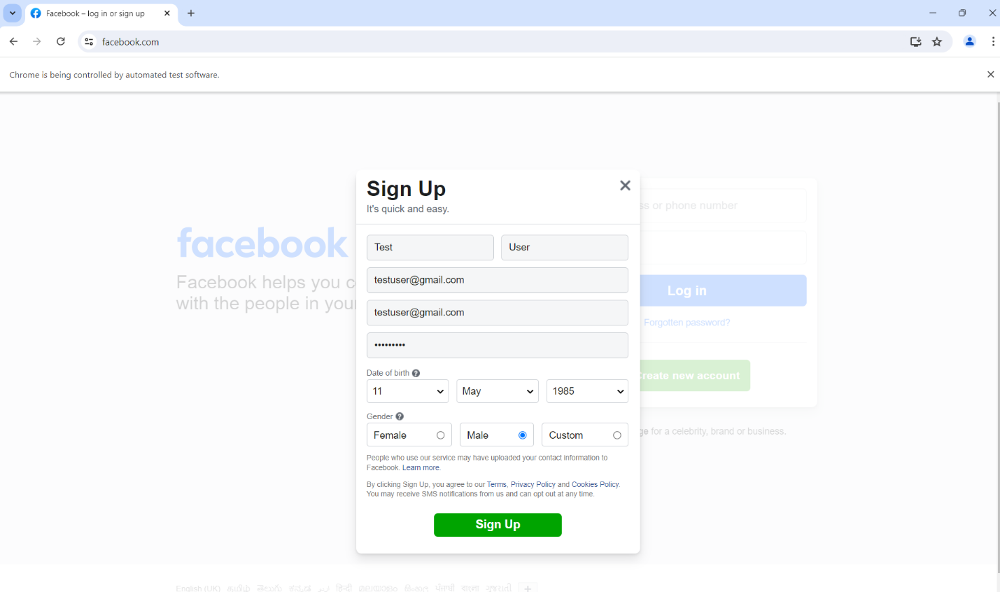 Facebook – log in or sign up
facebook.com
Chrome is being controlled by automated test software.
Sign Up
It's quick and easy.
ss or phone number
Test
User
facebook
testuser@gmail.com
Facebook helps you c
Log in
with the people in your
testuser@gmail.com
Forgotten password?
•••••••••
Date of birth
Create new account
11
May
1985
Gender
Female
Male
Custom
ge for a celebrity, brand or business.
People who use our service may have uploaded your contact information to
Facebook. Learn more.
By clicking Sign Up, you agree to our Terms, Privacy Policy and Cookies Policy.
You may receive SMS notifications from us and can opt out at any time.
Sign Up
English (UK) தமிழ் తెలుగు ಕನ್ನಡ اردو हिन्दी മലയാളം සිංහල ਪੰਜਾਬੀ বাংলা ગુજરાતી